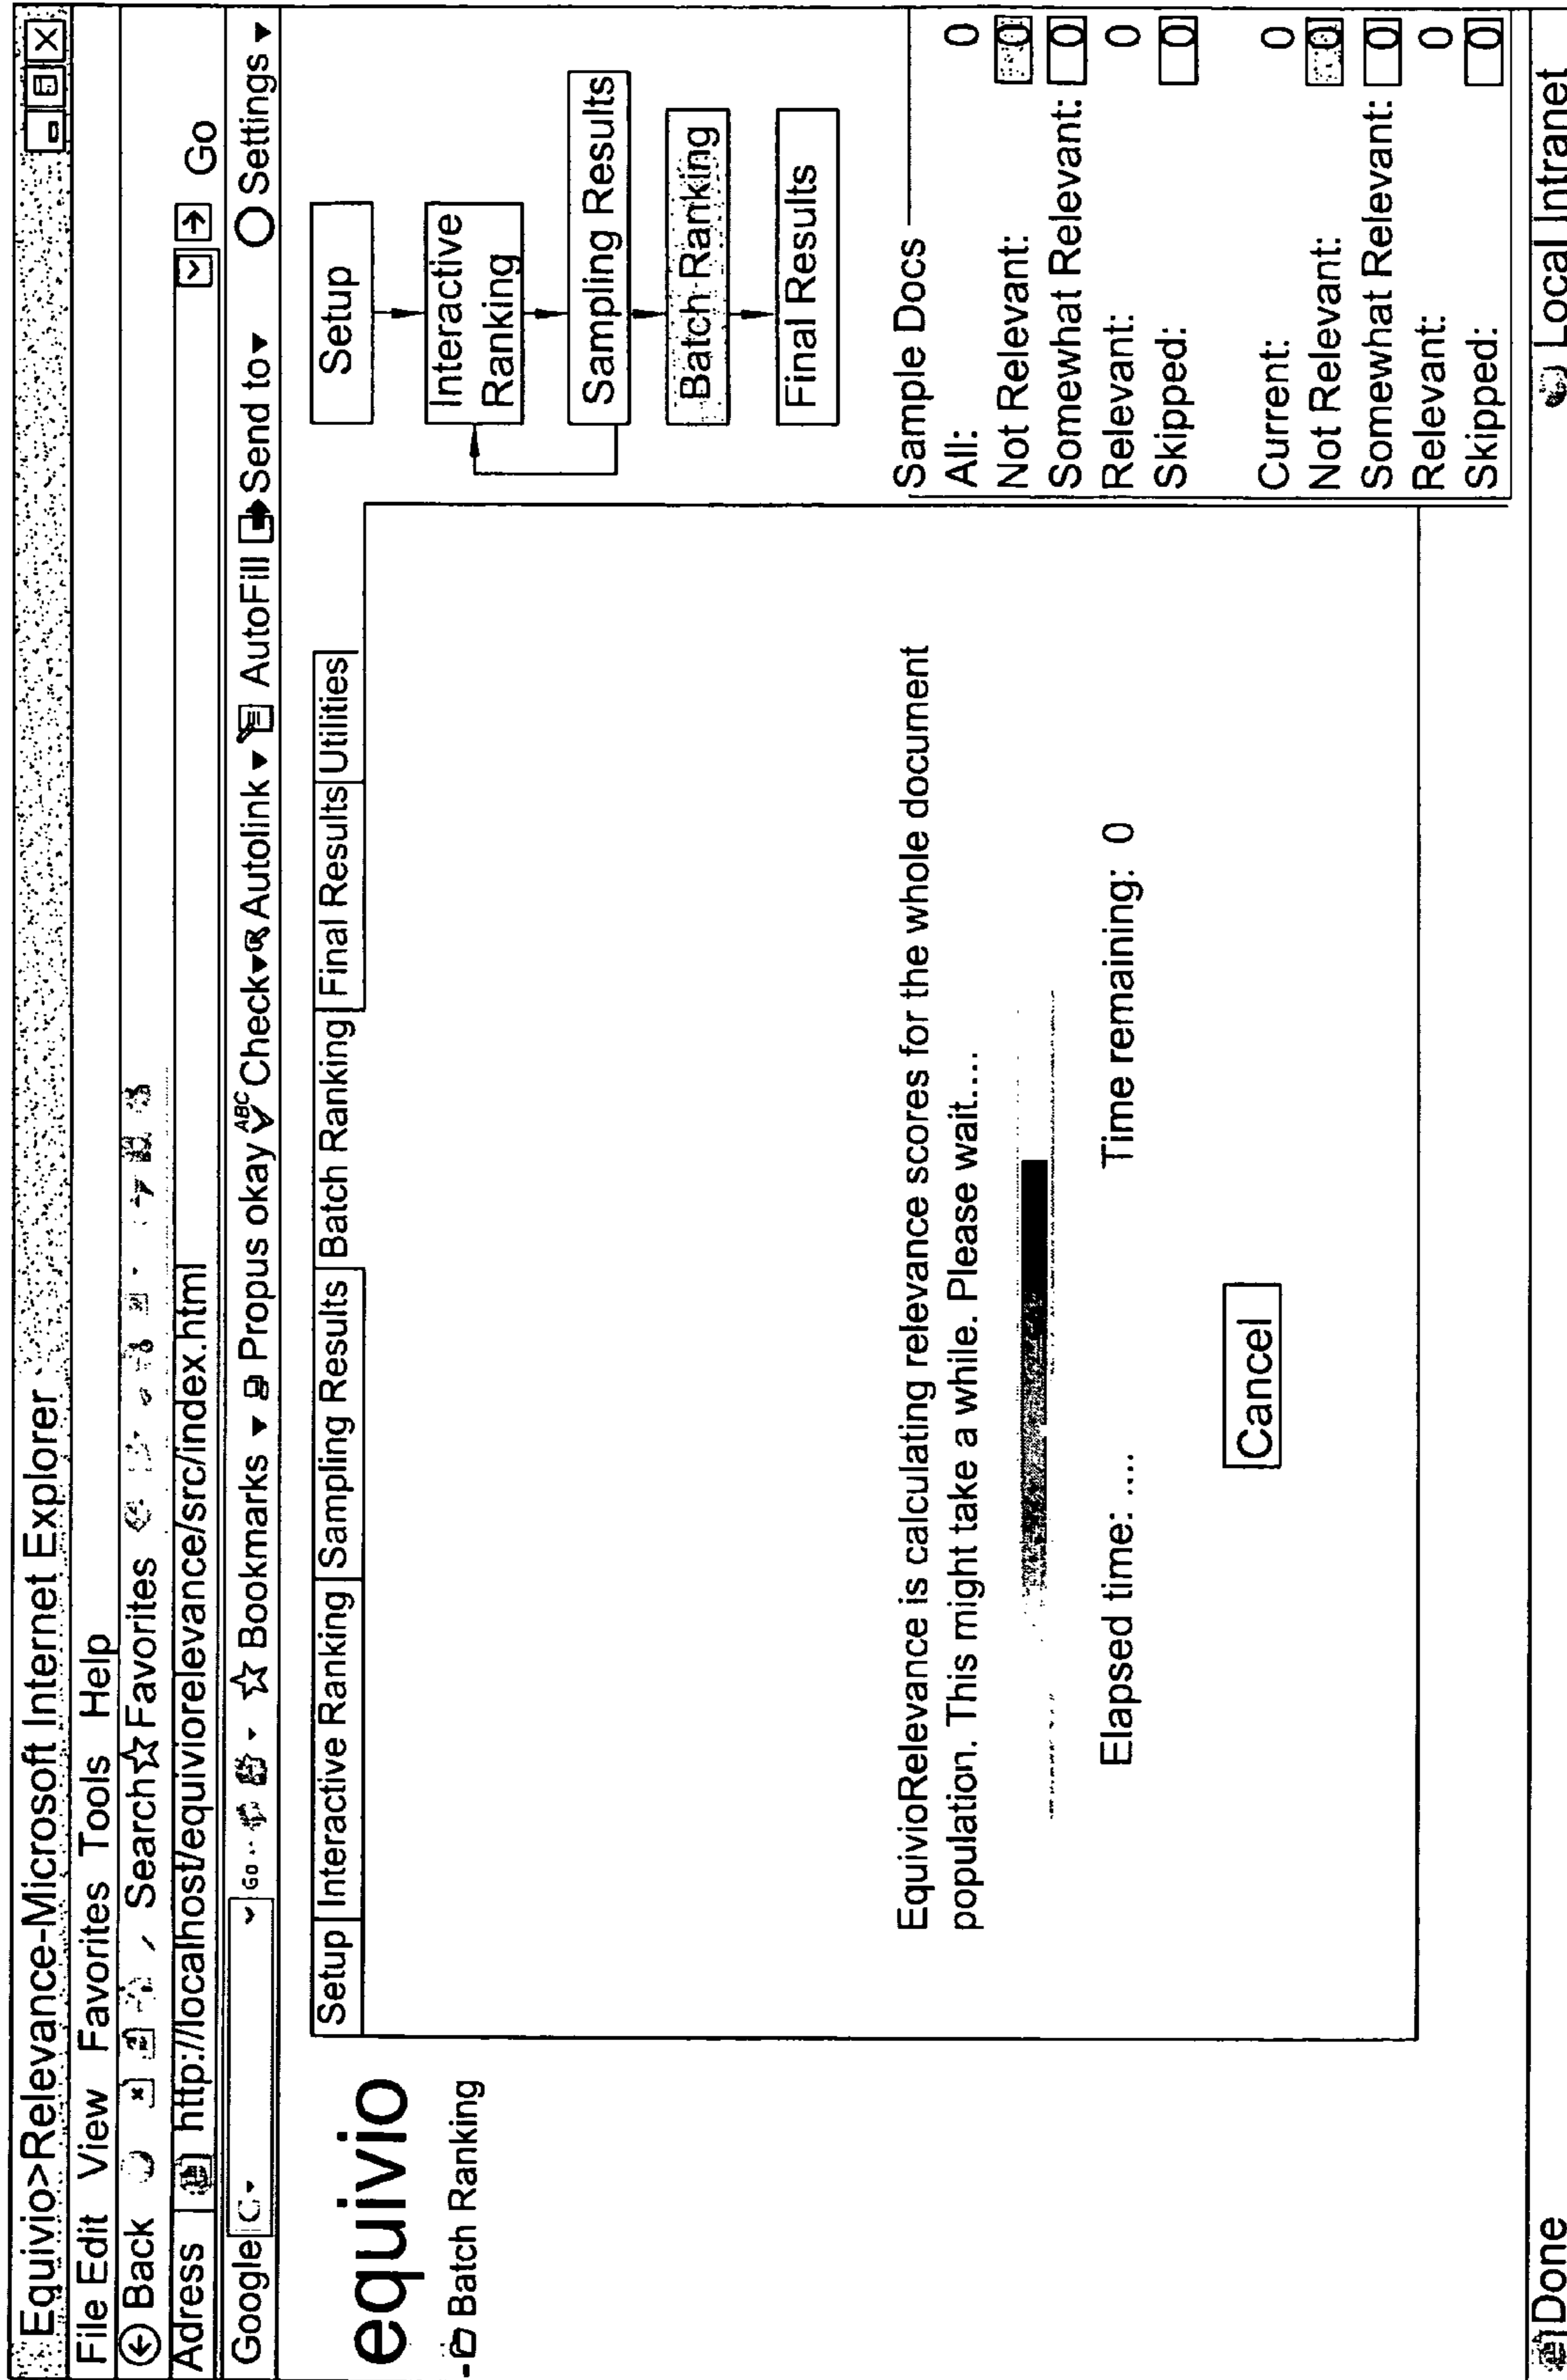 Equivio>Relevance-Microsoft Internet Explorer
File Edit View Favorites Tools Help
Back Search Favorites
Adress http://localhost/equiviorelevance/src/index.html Go
Google Go Bookmarks Propus okay ABC Check Autolink AutoFill Send to Settings
equivio
Batch Ranking
Setup Interactive Ranking Sampling Results Batch Ranking Final Results Utilities
EquivioRelevance is calculating relevance scores for the whole document
population. This might take a while. Please wait....
Elapsed time: .... Time remaining: 0
Cancel
Setup
Interactive
Ranking
Sampling Results
Batch Ranking
Final Results
Sample Docs
All: 0
Not Relevant: 0
Somewhat Relevant: 0
Relevant: 0
Skipped: 0
Current: 0
Not Relevant: 0
Somewhat Relevant: 0
Relevant: 0
Skipped: 0
Done Local Intranet